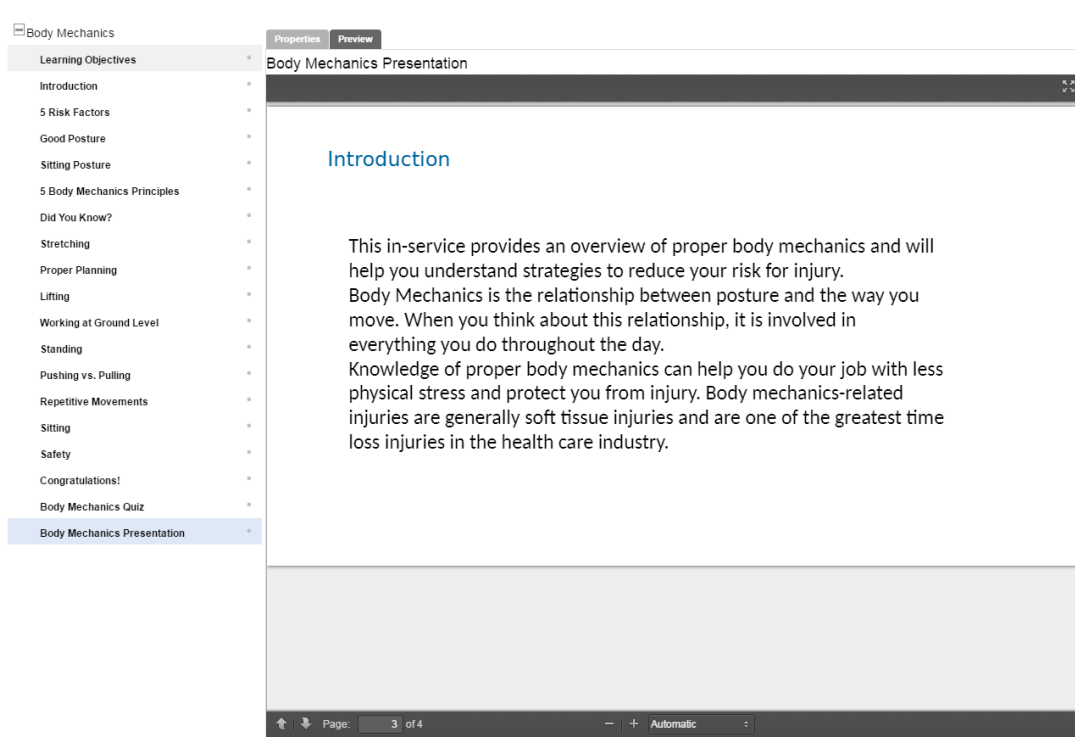 Body Mechanics
Learning Objectives
Introduction
5 Risk Factors
Good Posture
Sitting Posture
5 Body Mechanics Principles
Did You Know?
Stretching
Proper Planning
Lifting
Working at Ground Level
Standing
Pushing vs. Pulling
Repetitive Movements
Sitting
Safety
Congratulations!
Body Mechanics Quiz
Body Mechanics Presentation
Properties Preview
Body Mechanics Presentation
Introduction
This in-service provides an overview of proper body mechanics and will
help you understand strategies to reduce your risk for injury.
Body Mechanics is the relationship between posture and the way you
move. When you think about this relationship, it is involved in
everything you do throughout the day.
Knowledge of proper body mechanics can help you do your job with less
physical stress and protect you from injury. Body mechanics-related
injuries are generally soft tissue injuries and are one of the greatest time
loss injuries in the health care industry.
Page: 3 of 4 Automatic